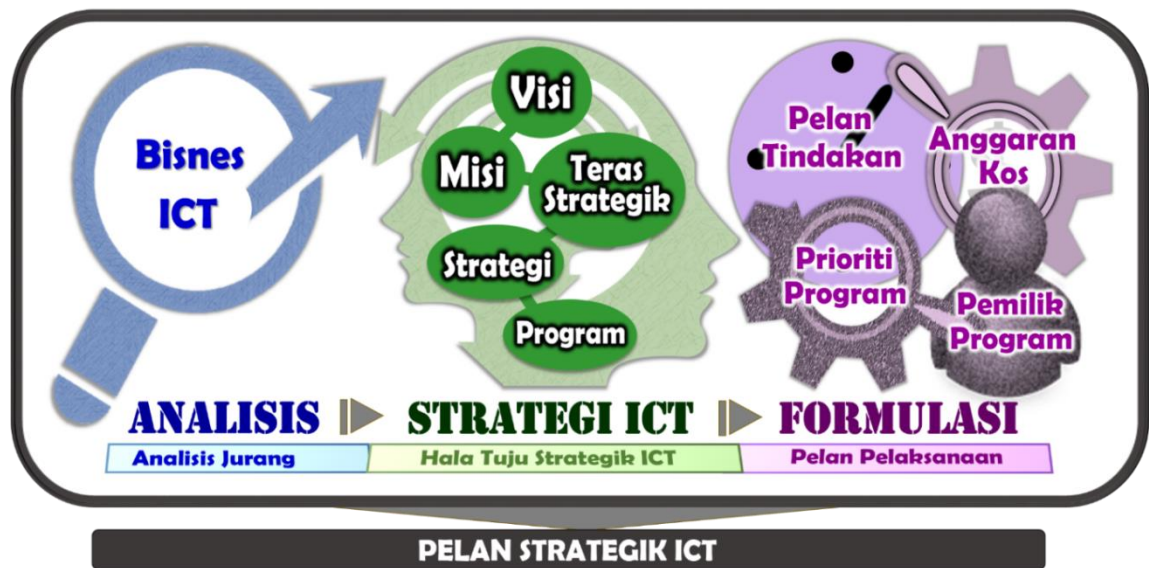 Bisnes
ICT
Visi
Misi
Teras
Strategik
Strategi
Program
Pelan
Tindakan
Anggaran
Kos
Prioriti
Program
Pemilik
Program
ANALISIS
STRATEGI ICT
FORMULASI
Analisis Jurang
Hala Tuju Strategik ICT
Pelan Pelaksanaan
PELAN STRATEGIK ICT